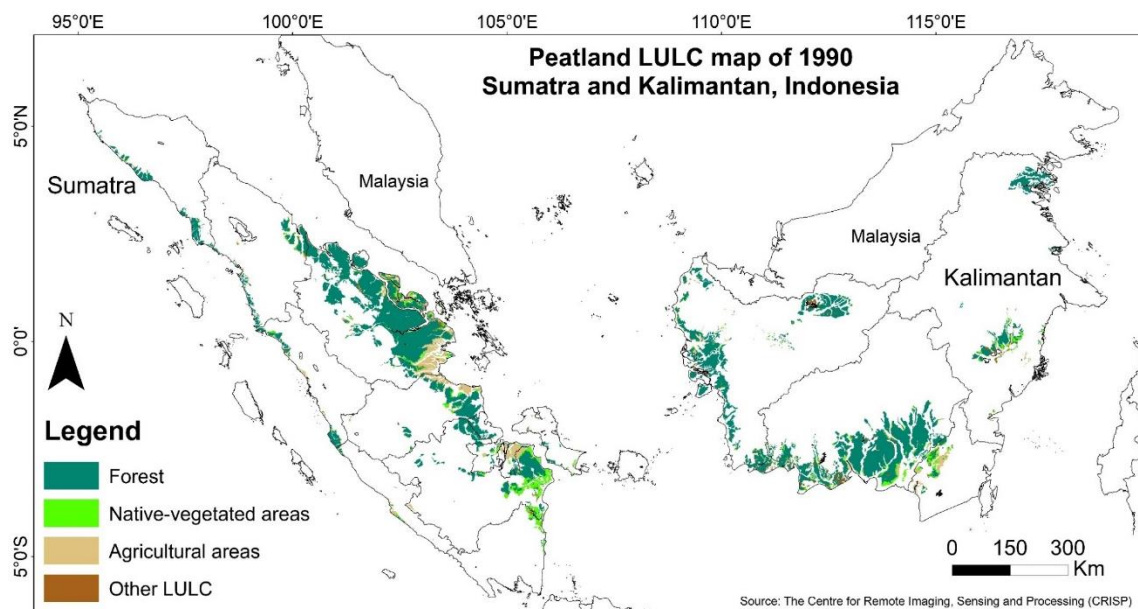 95°0'E 100°0'E 105°0'E 110°0'E 115°0'E
Peatland LULC map of 1990
Sumatra and Kalimantan, Indonesia
5°0'N
Sumatra
Malaysia
Malaysia
Kalimantan
N
0°0'
Legend
Forest
Native-vegetated areas
Agricultural areas
Other LULC
5°0'S
0 150 300
Km
Source: The Centre for Remote Imaging, Sensing and Processing (CRISP)